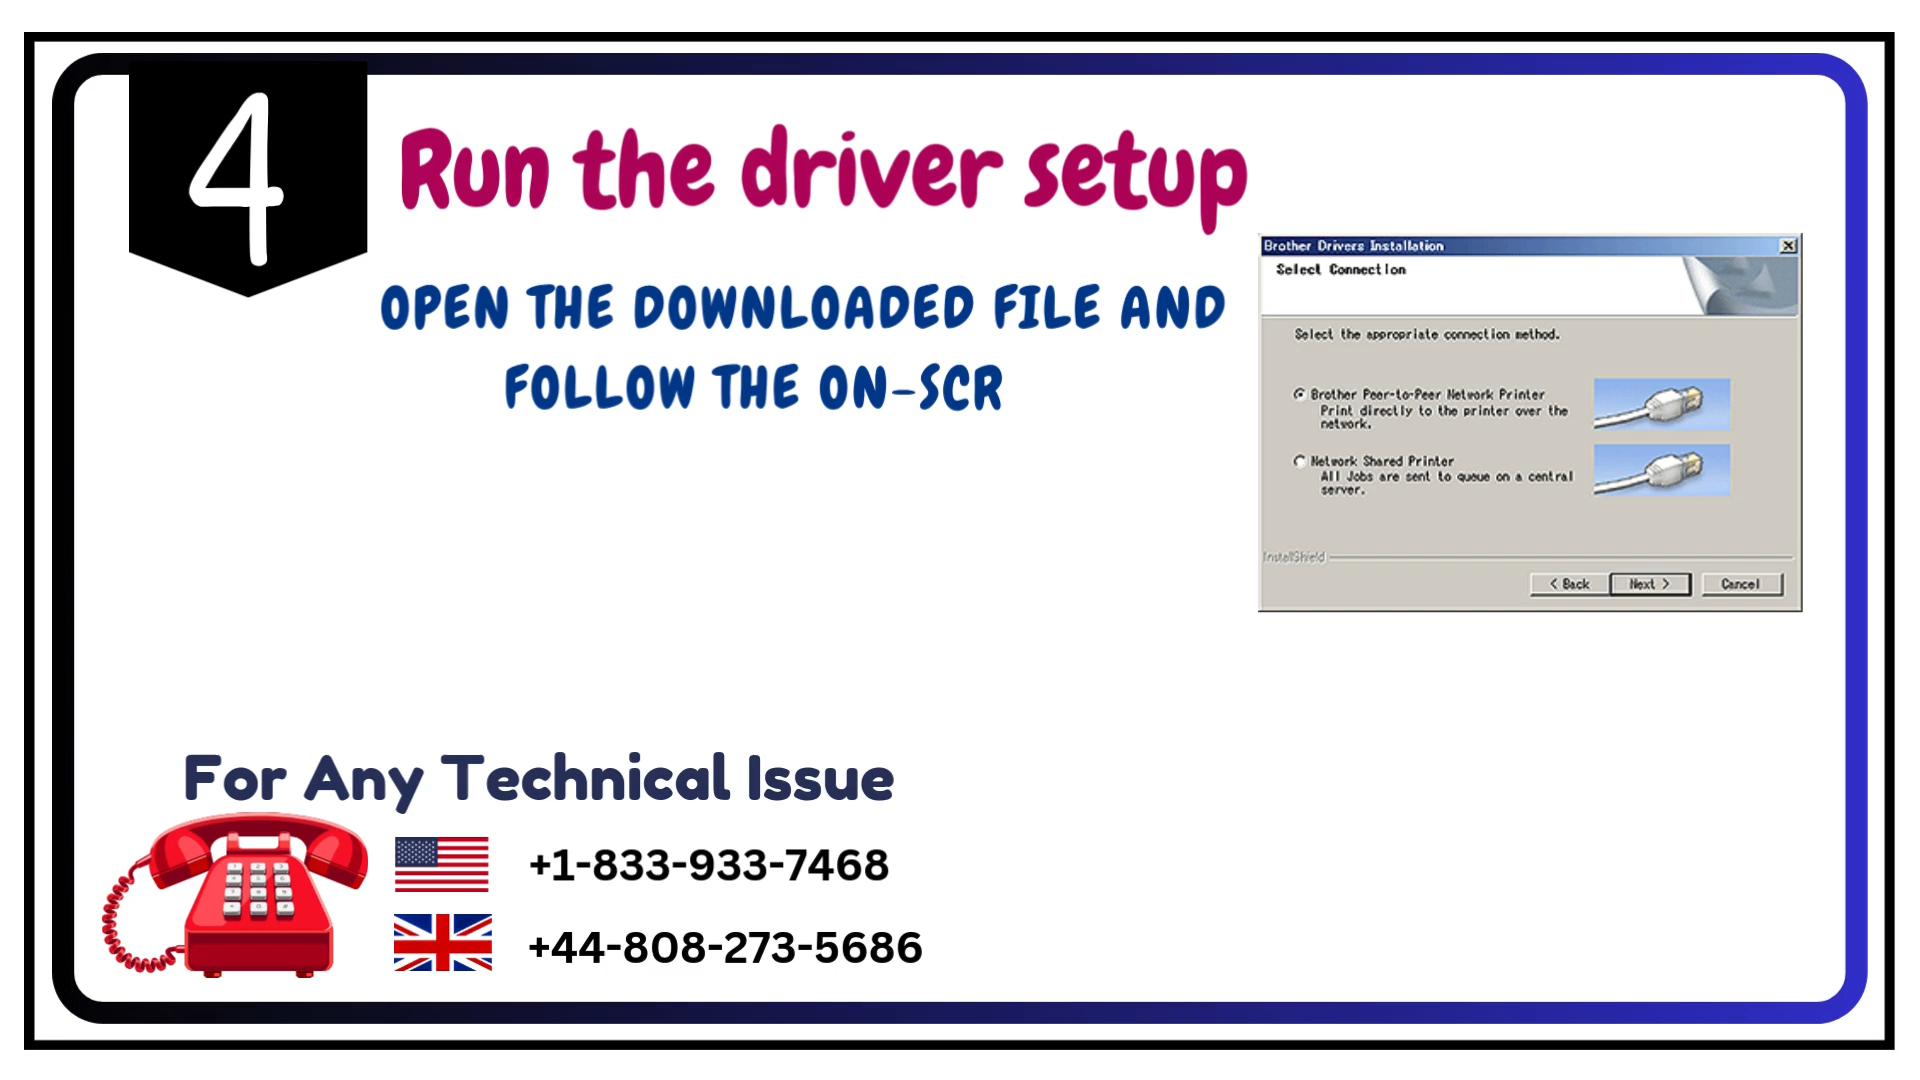 4
Run the driver setup
OPEN THE DOWNLOADED FILE AND
FOLLOW THE ON-SCR
Brother Drivers Installation
Select Connection
Select the appropriate connection method.
Brother Peer-to-Peer Network Printer
Print directly to the printer over the
network.
Network Shared Printer
All Jobs are sent to queue on a central
server.
InstallShield
< Back Next > Cancel
For Any Technical Issue
+1-833-933-7468
+44-808-273-5686